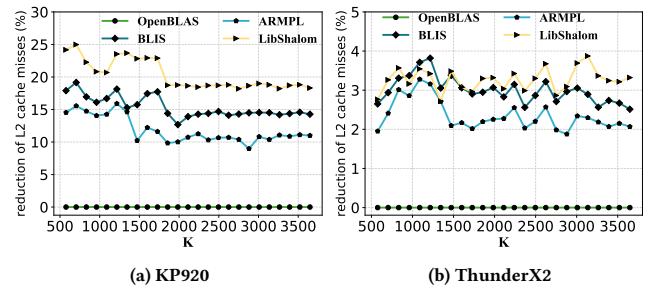 reduction of L2 cache misses (%)
30
25
20
15
10
5
0
OpenBLAS
BLIS
ARMPL
LibShalom
500 1000 1500 2000 2500 3000 3500
K
(a) KP920
reduction of L2 cache misses (%)
5
4
3
2
1
0
OpenBLAS
BLIS
ARMPL
LibShalom
500 1000 1500 2000 2500 3000 3500
K
(b) ThunderX2